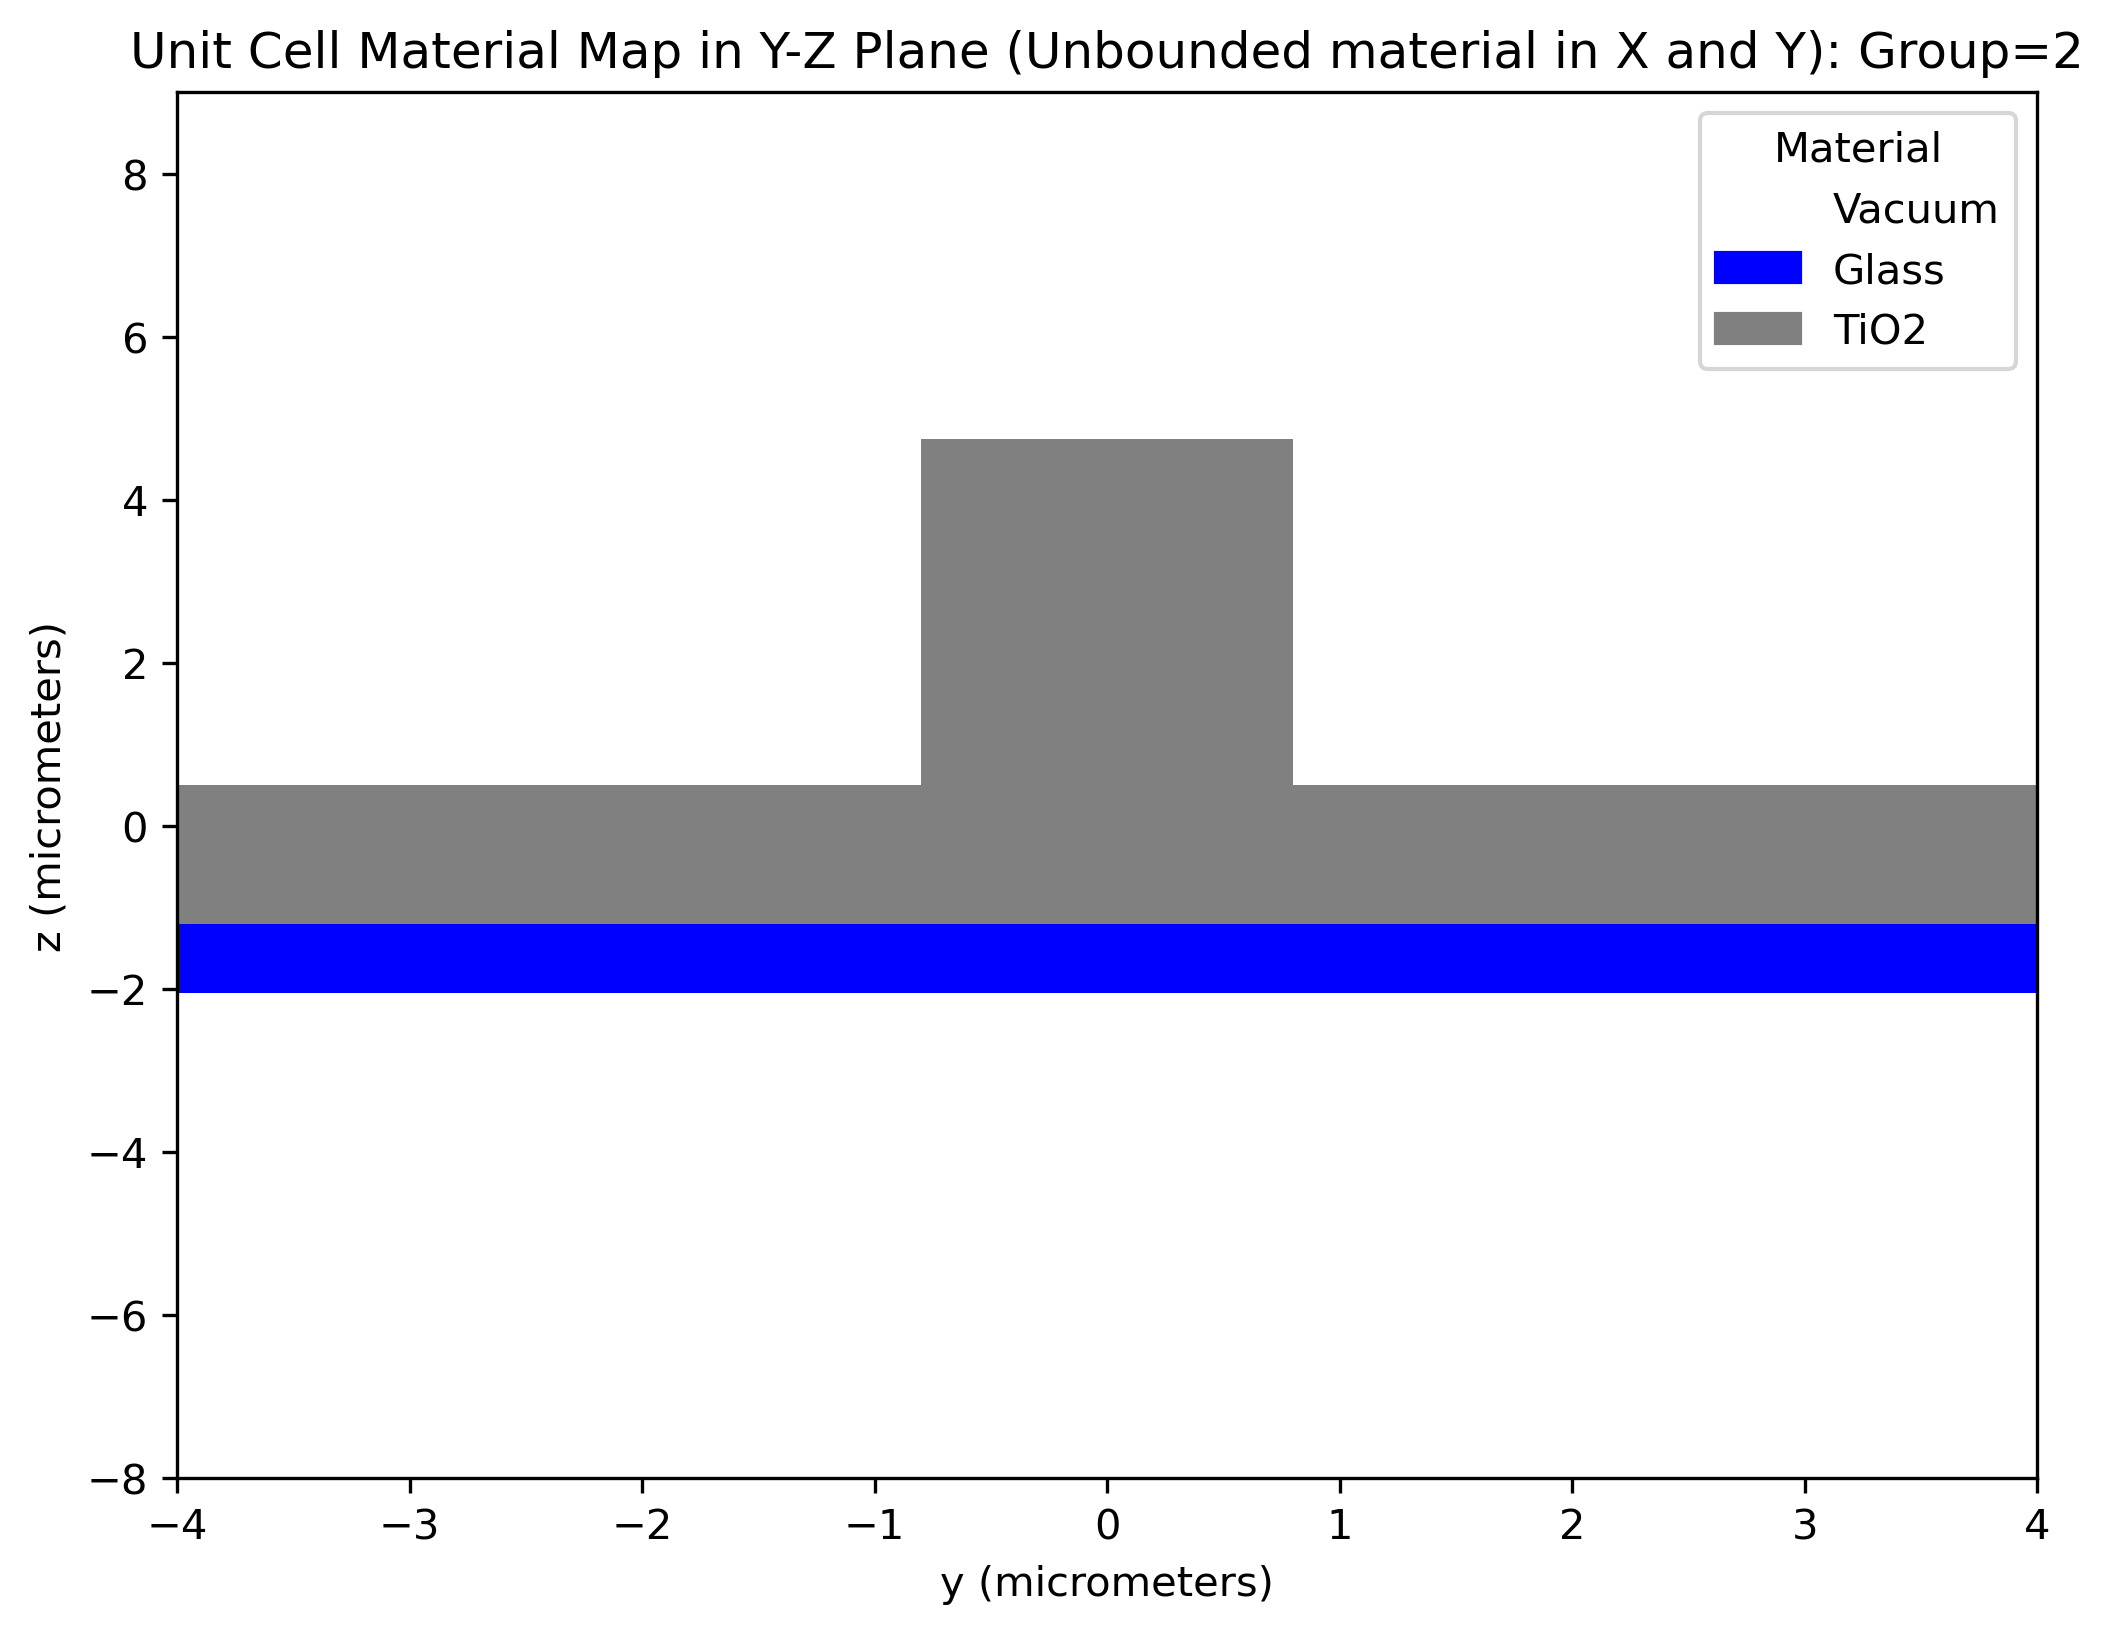 Unit Cell Material Map in Y-Z Plane (Unbounded material in X and Y): Group=2
Material
Vacuum
Glass
TiO2
8
6
4
2
0
−2
−4
−6
−8
z (micrometers)
−4
−3
−2
−1
0
1
2
3
4
y (micrometers)